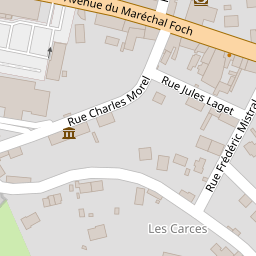 Avenue du Maréchal Foch
Rue Charles Morel
Rue Jules Laget
Rue Frédéric Mistral
Les Carces